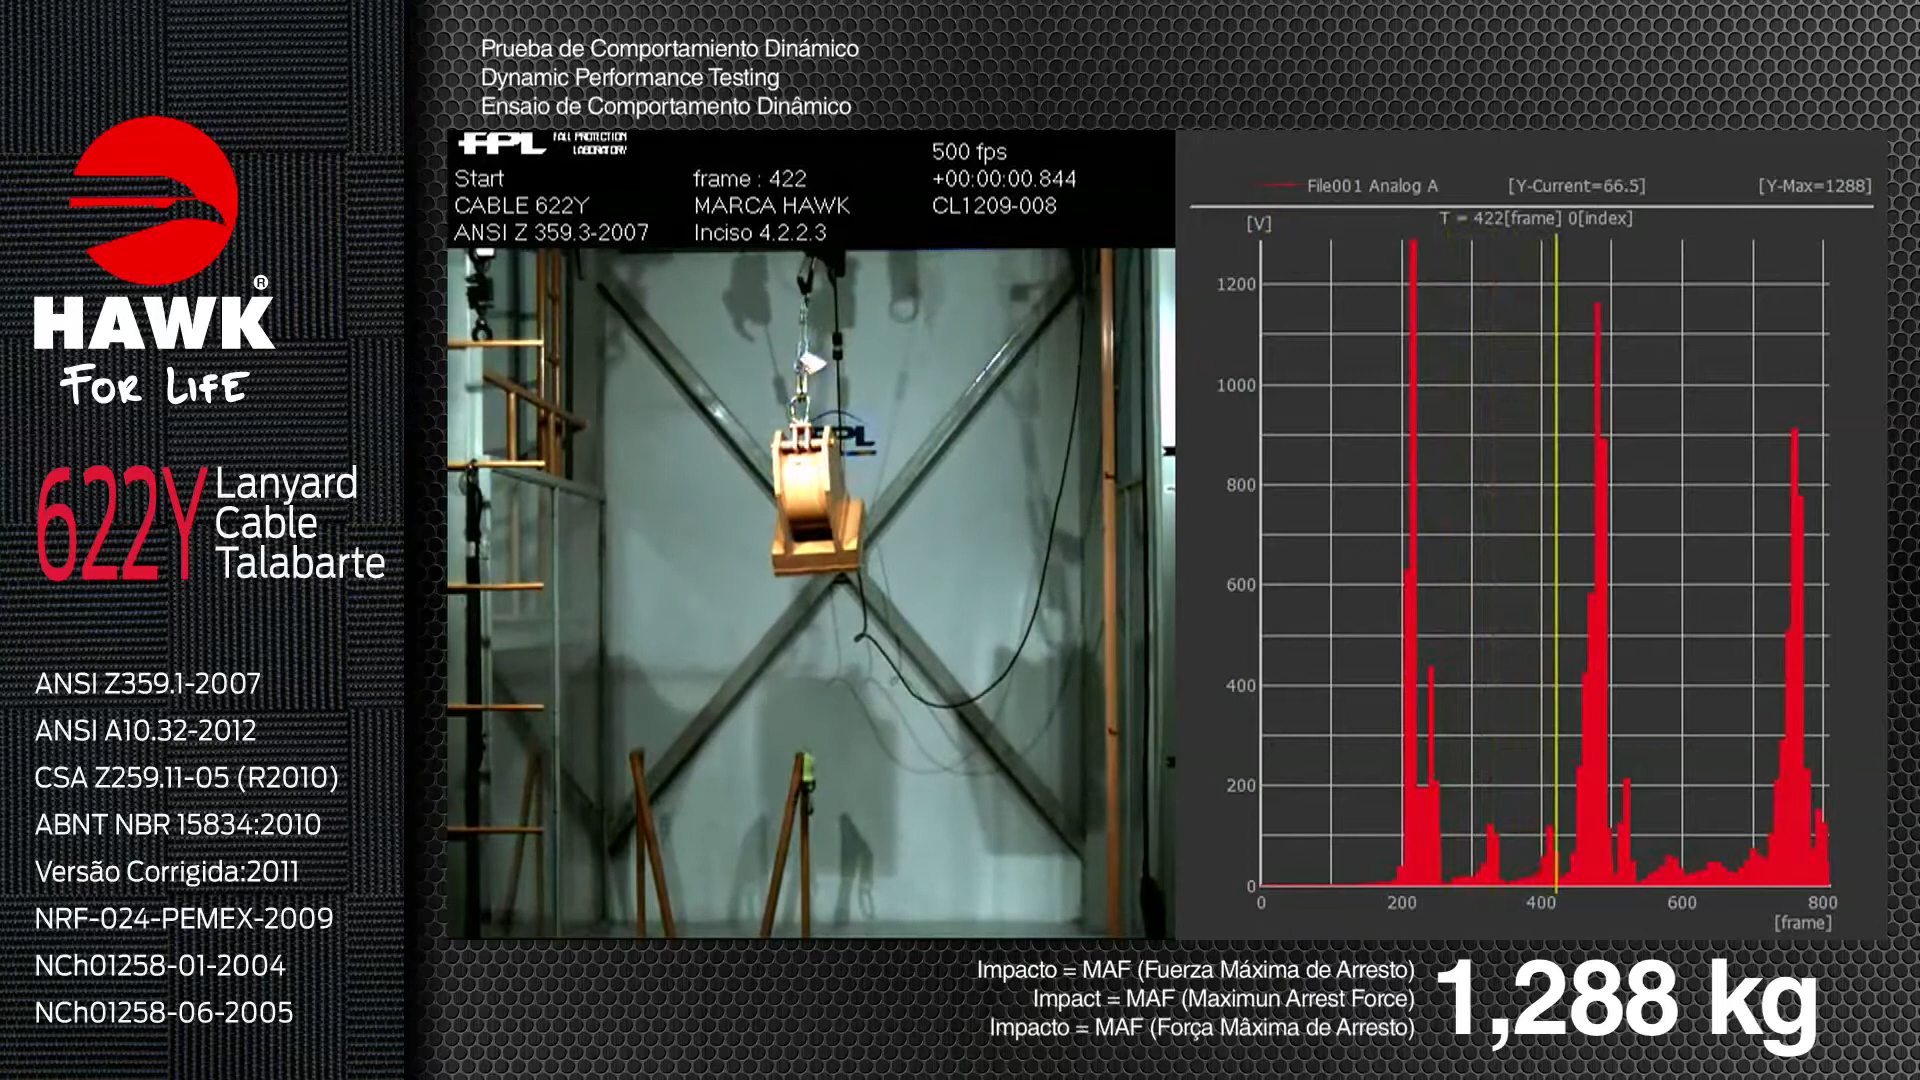 Prueba de Comportamiento Dinámico
Dynamic Performance Testing
Ensaio de Comportamento Dinâmico
HAWK®
FOR LIFE
622Y
Lanyard
Cable
Talabarte
ANSI Z359.1-2007
ANSI A10.32-2012
CSA Z259.11-05 (R2010)
ABNT NBR 15834:2010
Versão Corrigida:2011
NRF-024-PEMEX-2009
NCh01258-01-2004
NCh01258-06-2005
FPL FALL PROTECTION
LABORATORY
500 fps
Start frame : 422 +00:00:00.844
CABLE 622Y MARCA HAWK CL1209-008
ANSI Z 359.3-2007 Inciso 4.2.2.3
FPL
File001 Analog A [Y-Current=66.5] [Y-Max=1288]
[V] T = 422[frame] 0[index]
1200
1000
800
600
400
200
0
0 200 400 600 800
[frame]
Impacto = MAF (Fuerza Máxima de Arresto)
Impact = MAF (Maximun Arrest Force)
Impacto = MAF (Força Mâxima de Arresto)
1,288 kg